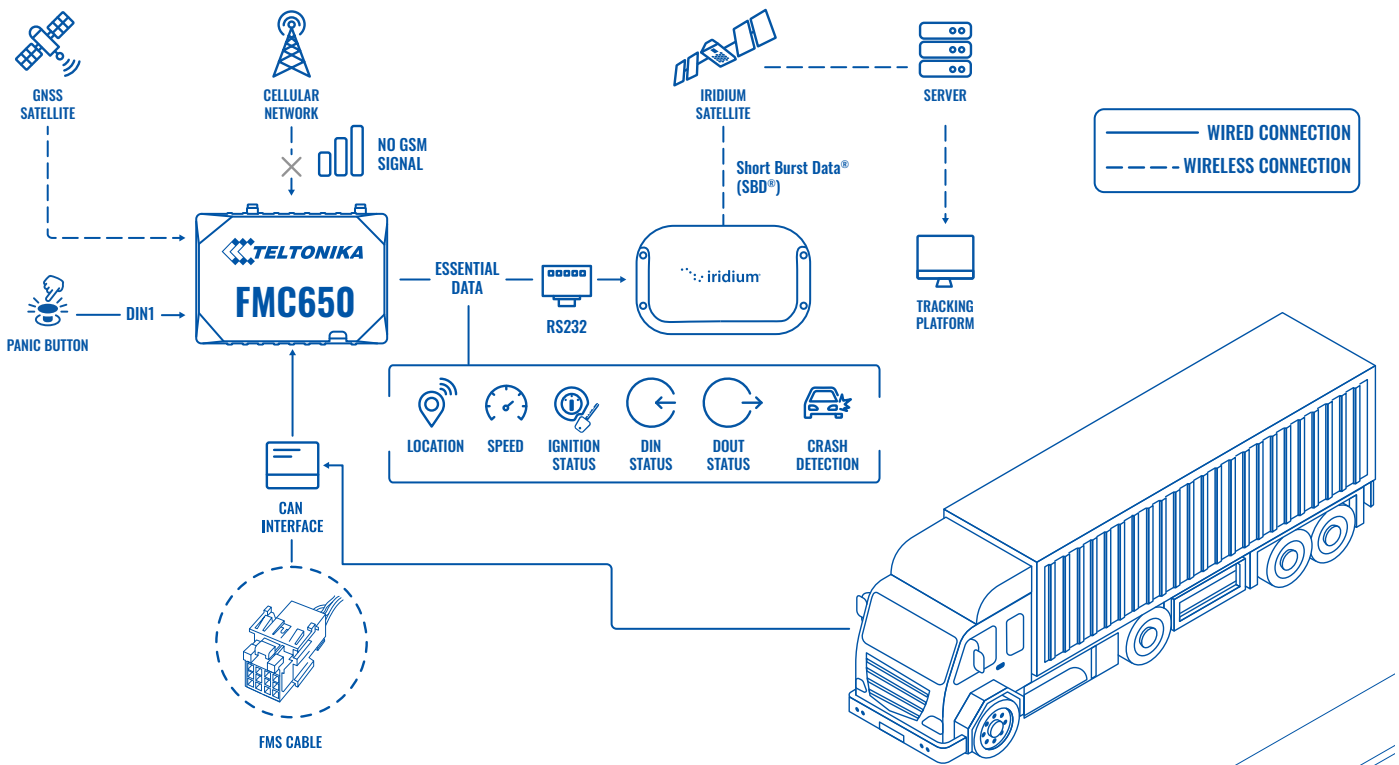 GNSS
SATELLITE
CELLULAR
NETWORK
NO GSM
SIGNAL
IRIDIUM
SATELLITE
SERVER
WIRED CONNECTION
WIRELESS CONNECTION
Short Burst Data®
(SBD®)
TELTONIKA
FMC650
ESSENTIAL
DATA
RS232
iridium
TRACKING
PLATFORM
DIN1
PANIC BUTTON
LOCATION
SPEED
IGNITION
STATUS
DIN
STATUS
DOUT
STATUS
CRASH
DETECTION
CAN
INTERFACE
FMS CABLE